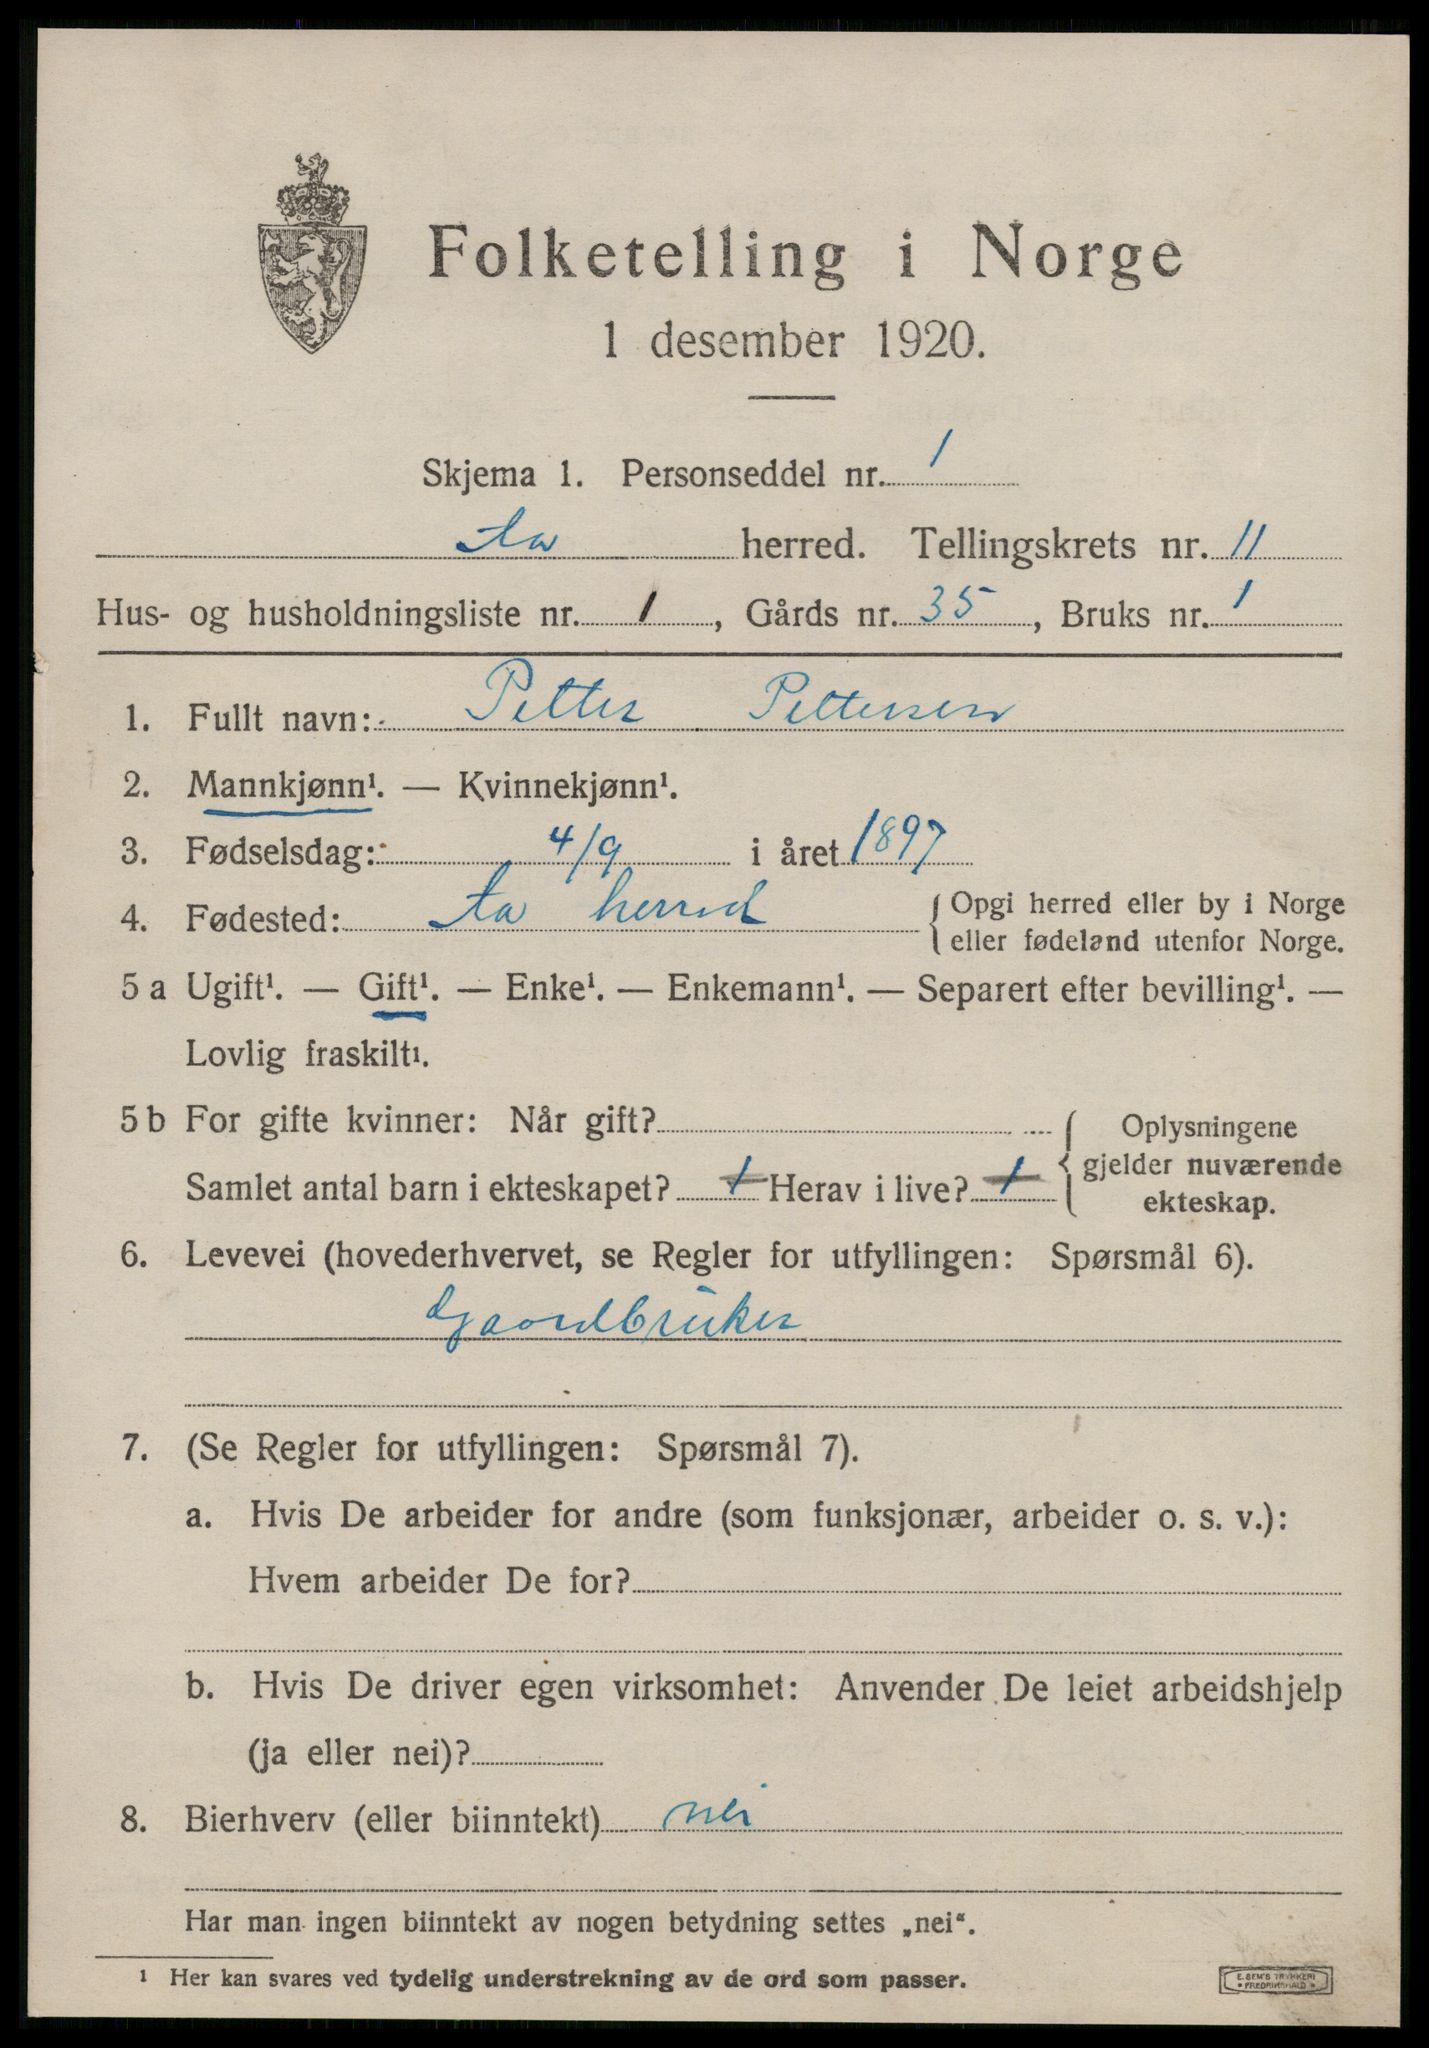 Folketelling i Norge
1 desember 1920.
Skjema 1. Personseddel nr. 1
Aa herred. Tellingskrets nr. 11
Hus- og husholdningsliste nr. 1, Gårds nr. 35, Bruks nr. 1
1. Fullt navn: Petter Pettersen
2. Mannkjønn¹. — Kvinnekjønn¹.
3. Fødselsdag: 4/9 i året 1897
4. Fødested: Aa herred { Opgi herred eller by i Norge
eller fødeland utenfor Norge.
5 a Ugift¹. — Gift¹. — Enke¹. — Enkemann¹. — Separert efter bevilling¹. —
Lovlig fraskilt¹.
5 b For gifte kvinner: Når gift? { Oplysningene
gjelder nuværende
ekteskap.
Samlet antal barn i ekteskapet? 1 Herav i live? 1
6. Levevei (hovederhvervet, se Regler for utfyllingen: Spørsmål 6).
Gaardbruker
7. (Se Regler for utfyllingen: Spørsmål 7).
a. Hvis De arbeider for andre (som funksjonær, arbeider o. s. v.):
Hvem arbeider De for?
b. Hvis De driver egen virksomhet: Anvender De leiet arbeidshjelp
(ja eller nei)?
8. Bierhverv (eller biinntekt) nei
Har man ingen biinntekt av nogen betydning settes „nei“.
¹ Her kan svares ved tydelig understrekning av de ord som passer.
E. SEM'S TRYKKERI
• FREDRIKSHALD •